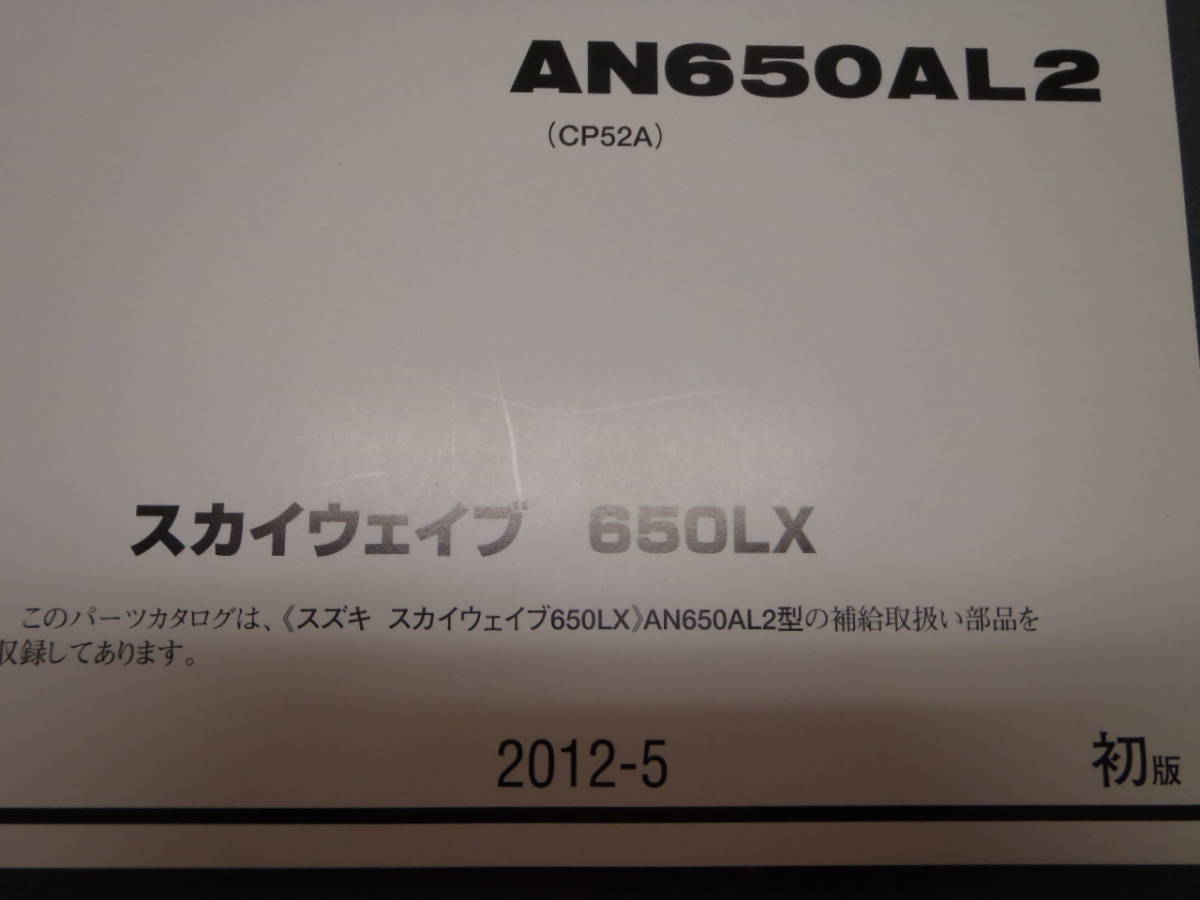 AN650AL2
(CP52A)
スカイウェイブ 650LX
このパーツカタログは、《スズキ スカイウェイブ650LX》AN650AL2型の補給取扱い部品を
収録してあります。
2012-5
初版